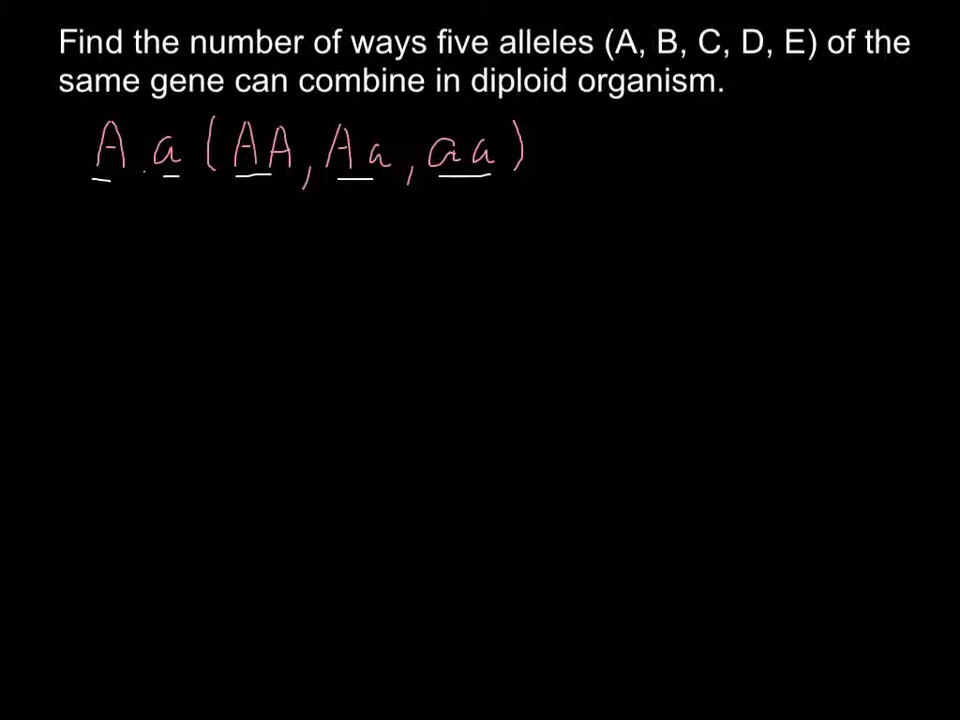 Find the number of ways five alleles (A, B, C, D, E) of the
same gene can combine in diploid organism.
A . a (AA, Aa, aa)